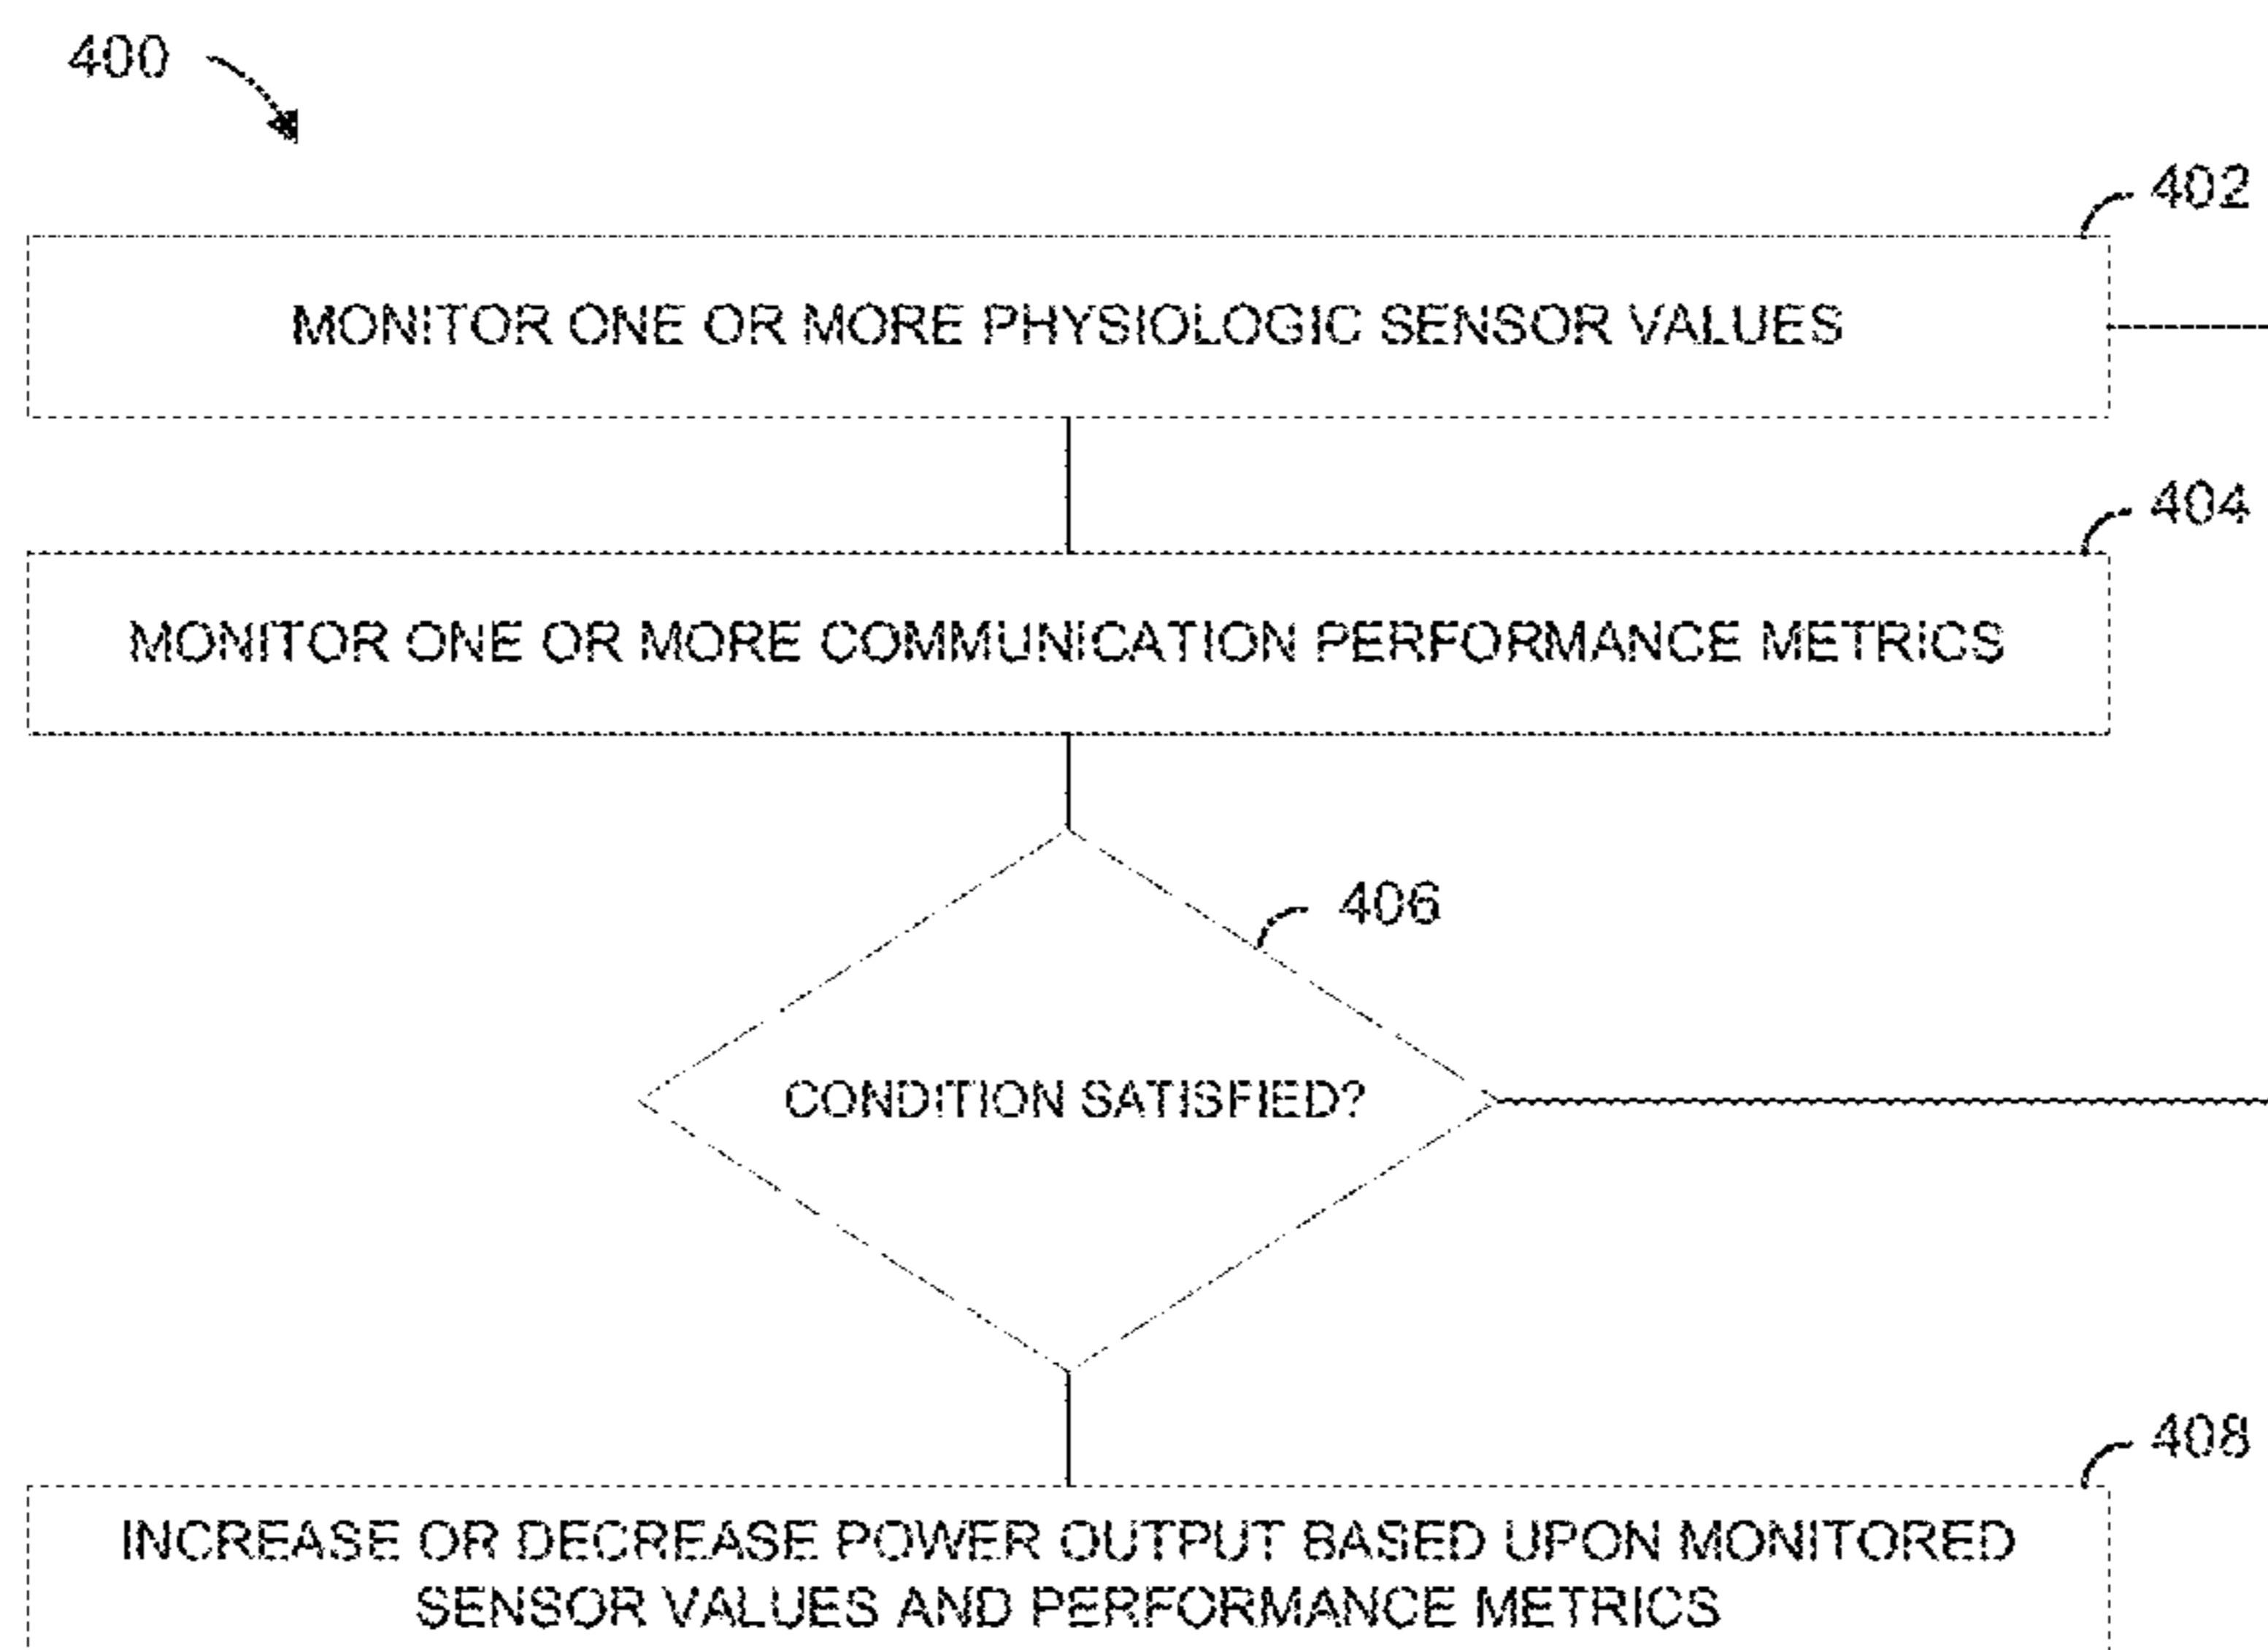 400
402
MONITOR ONE OR MORE PHYSIOLOGIC SENSOR VALUES
404
MONITOR ONE OR MORE COMMUNICATION PERFORMANCE METRICS
406
CONDITION SATISFIED?
408
INCREASE OR DECREASE POWER OUTPUT BASED UPON MONITORED
SENSOR VALUES AND PERFORMANCE METRICS